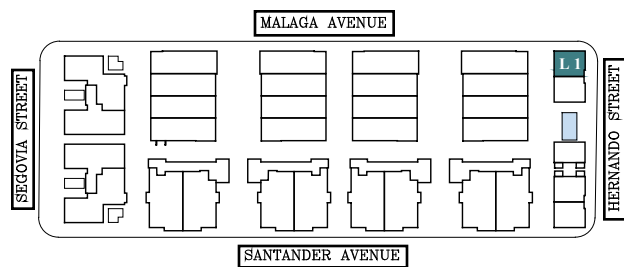 MALAGA AVENUE
SEGOVIA STREET
L 1
HERNANDO STREET
SANTANDER AVENUE